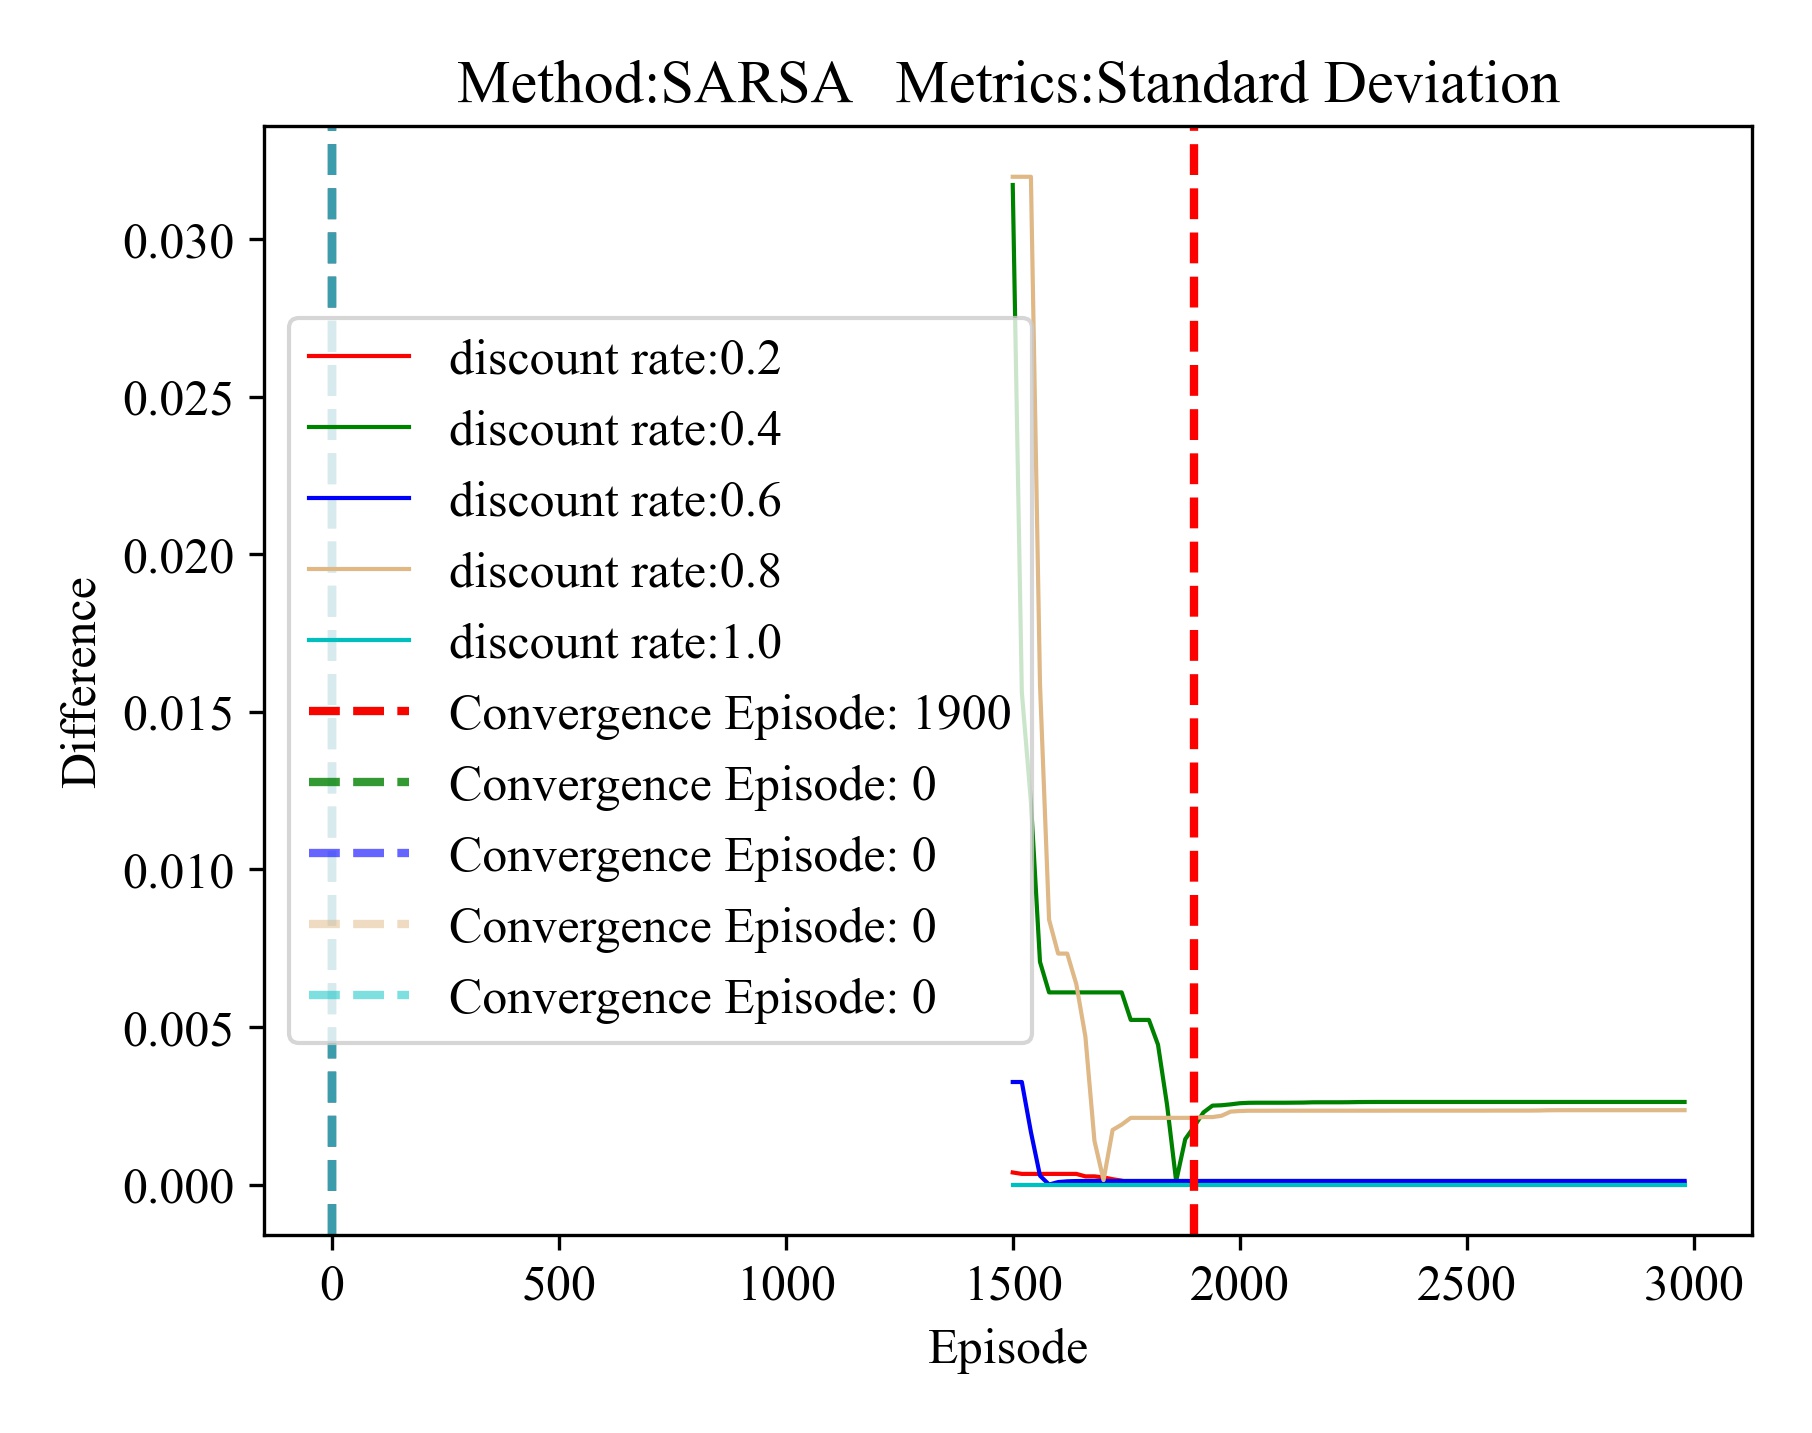 Method:SARSA   Metrics:Standard Deviation
Difference
0.030
0.025
0.020
0.015
0.010
0.005
0.000
discount rate:0.2
discount rate:0.4
discount rate:0.6
discount rate:0.8
discount rate:1.0
Convergence Episode: 1900
Convergence Episode: 0
Convergence Episode: 0
Convergence Episode: 0
Convergence Episode: 0
0 500 1000 1500 2000 2500 3000
Episode